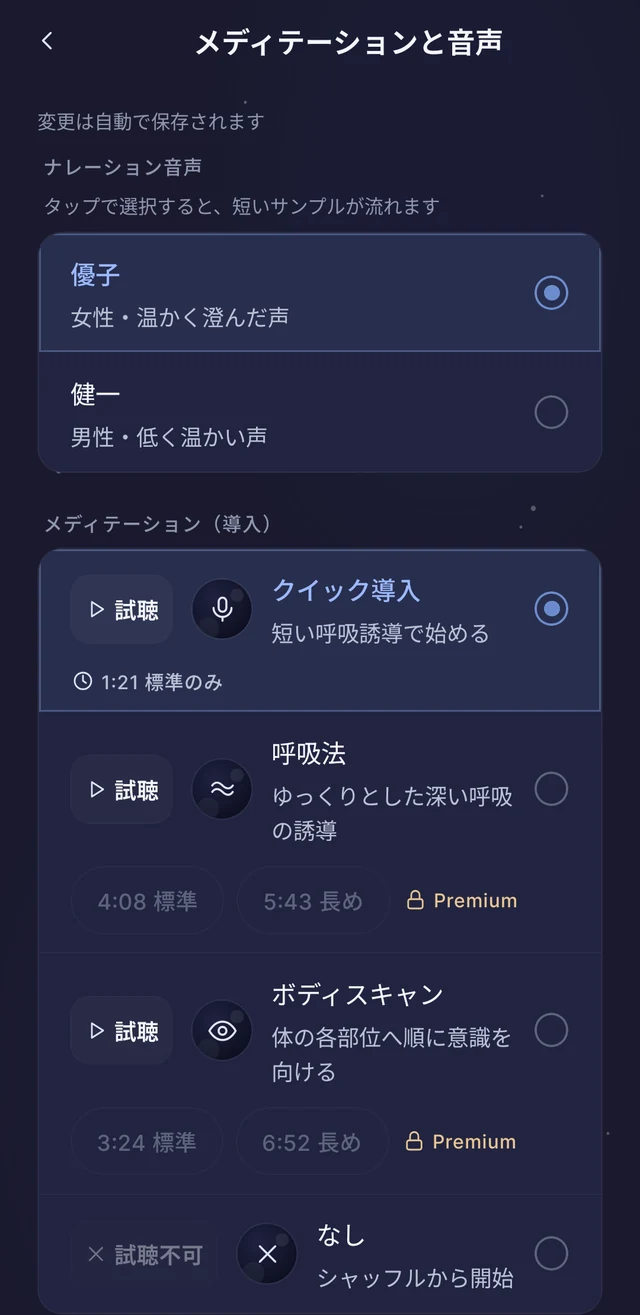 メディテーションと音声
変更は自動で保存されます
ナレーション音声
タップで選択すると、短いサンプルが流れます
優子
女性・温かく澄んだ声
健一
男性・低く温かい声
メディテーション（導入）
試聴
クイック導入
短い呼吸誘導で始める
1:21 標準のみ
試聴
呼吸法
ゆっくりとした深い呼吸
の誘導
4:08 標準
5:43 長め
Premium
試聴
ボディスキャン
体の各部位へ順に意識を
向ける
3:24 標準
6:52 長め
Premium
試聴不可
なし
シャッフルから開始